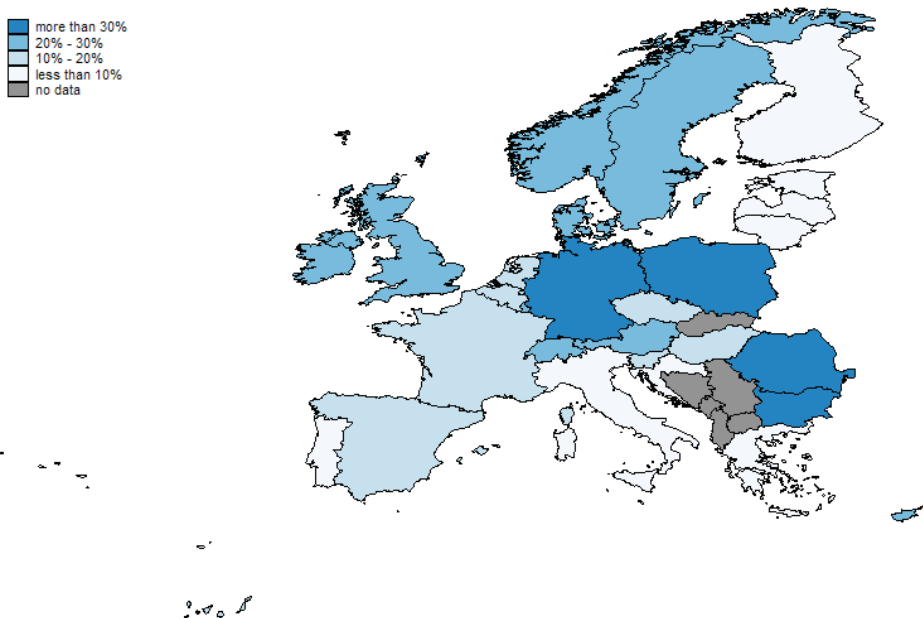 more than 30%
20% - 30%
10% - 20%
less than 10%
no data